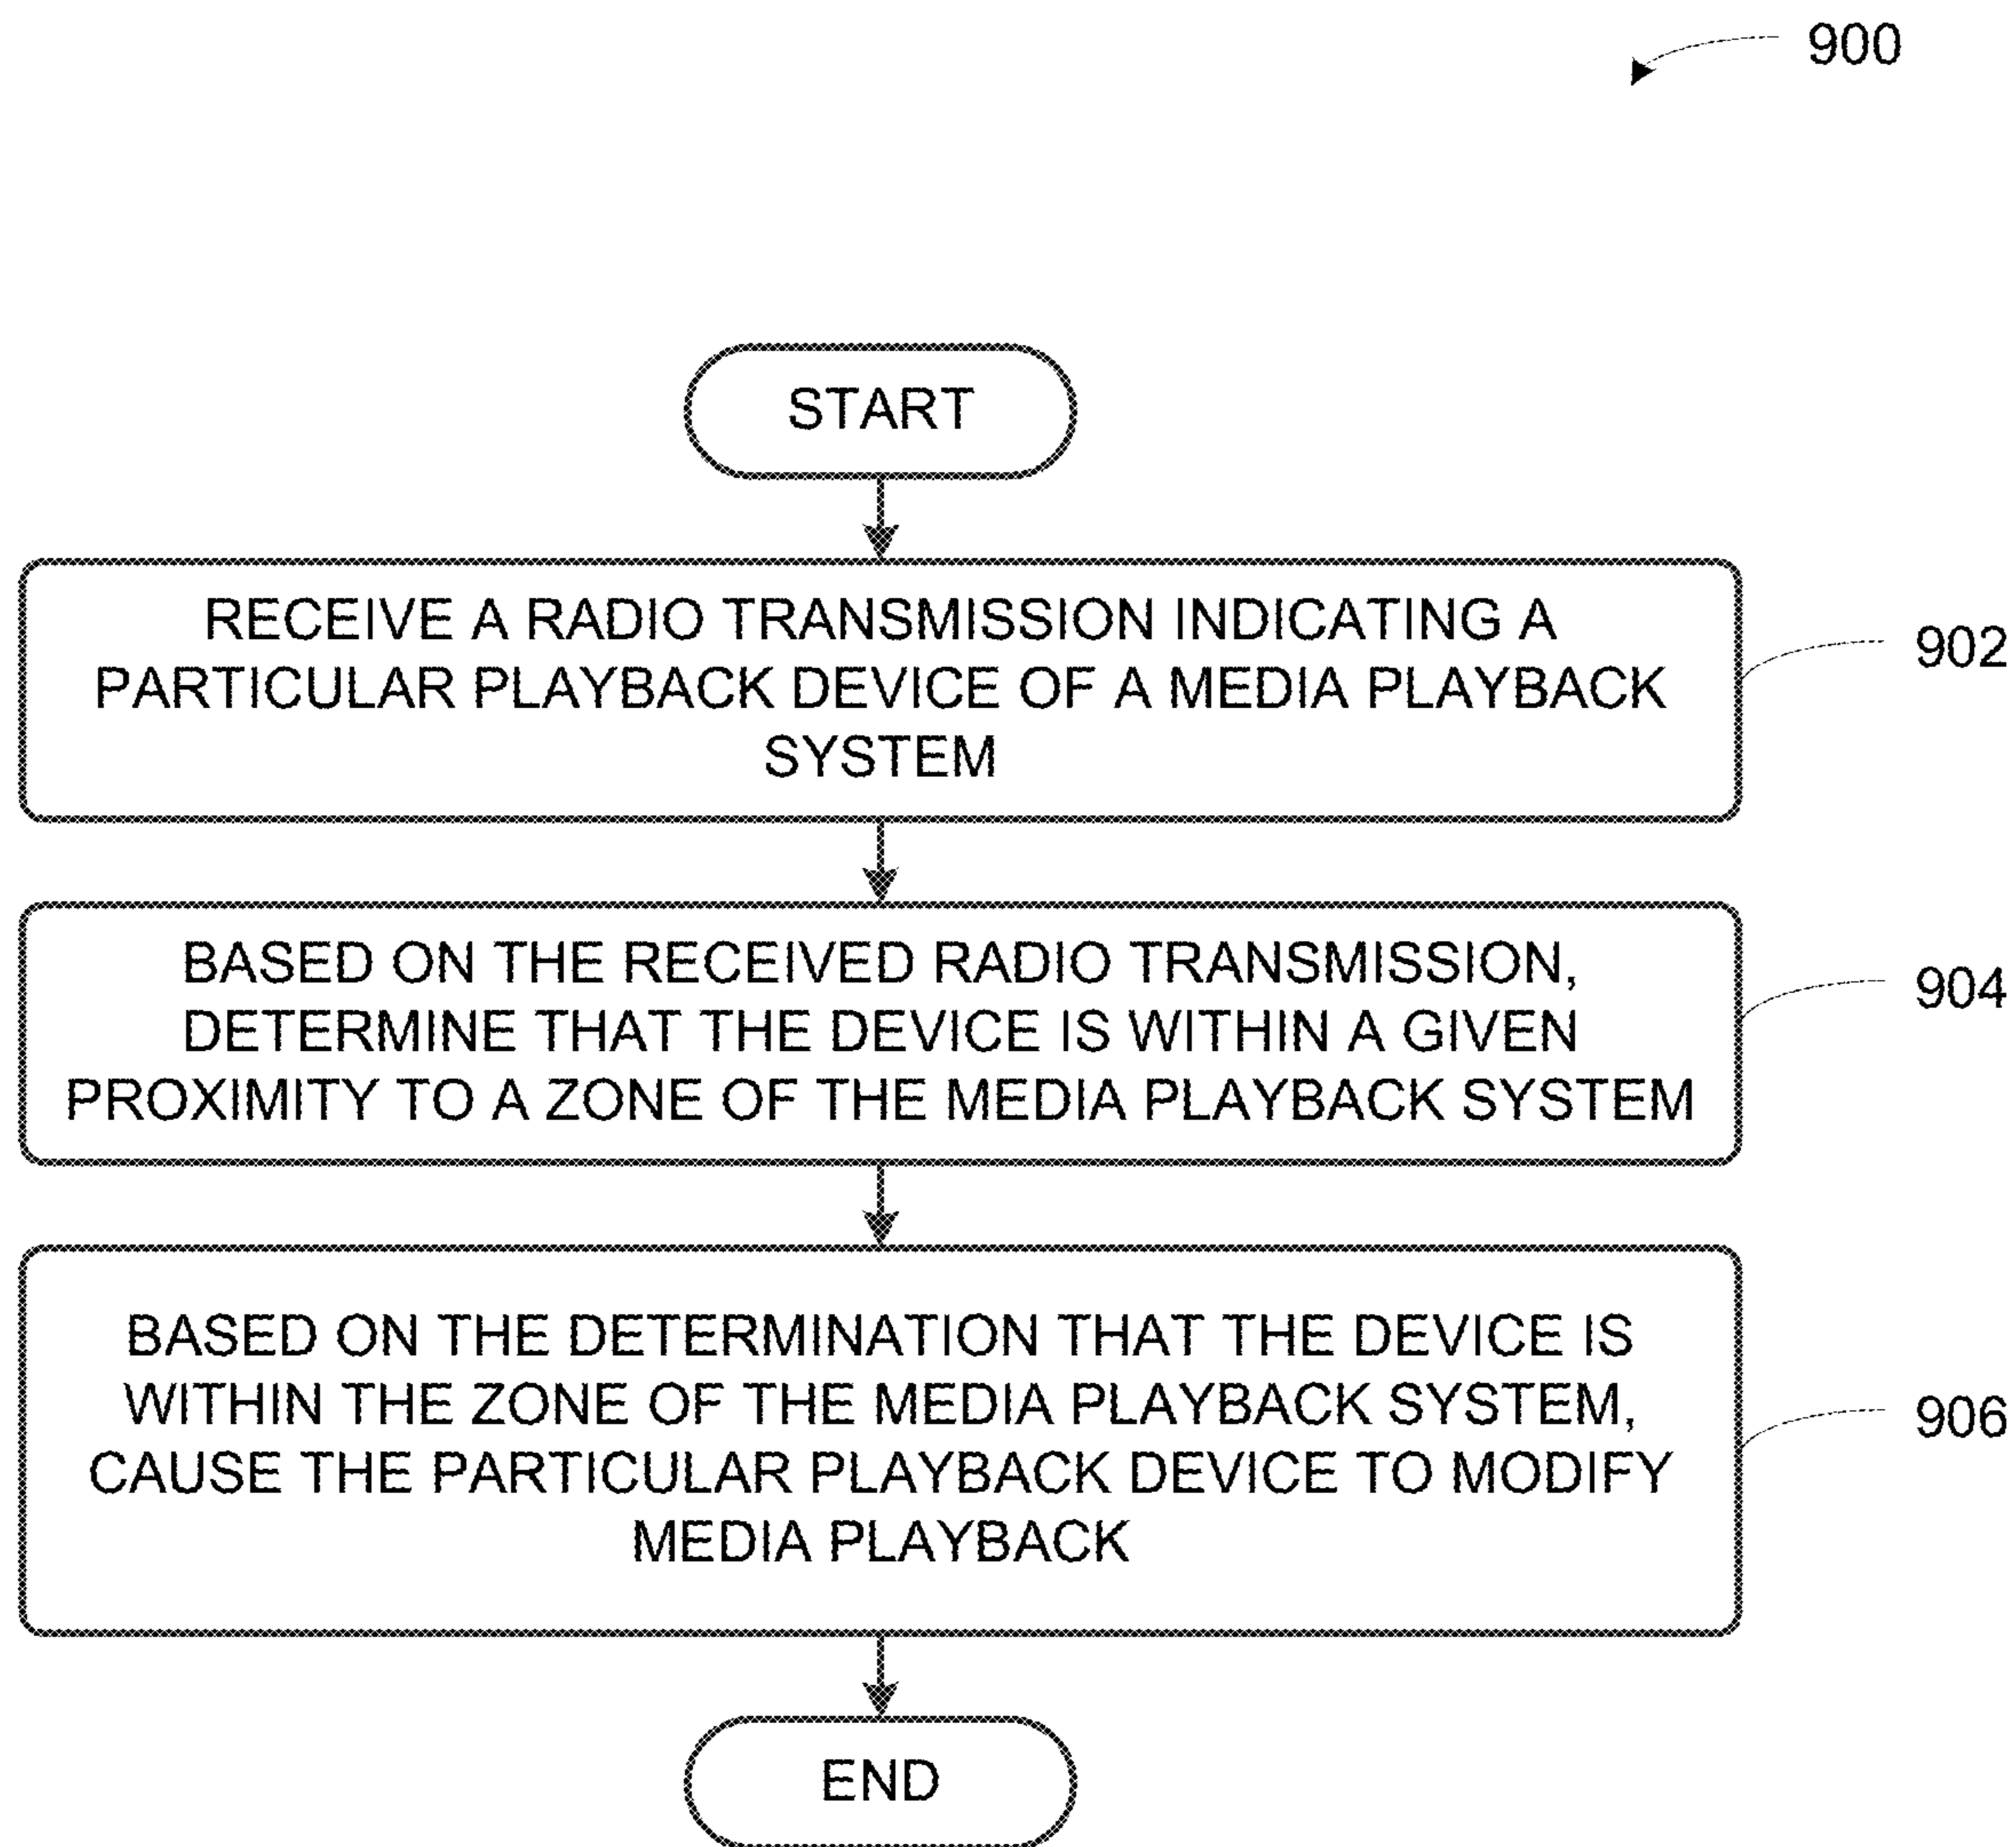 900
START
RECEIVE A RADIO TRANSMISSION INDICATING A
PARTICULAR PLAYBACK DEVICE OF A MEDIA PLAYBACK
SYSTEM
902
BASED ON THE RECEIVED RADIO TRANSMISSION,
DETERMINE THAT THE DEVICE IS WITHIN A GIVEN
PROXIMITY TO A ZONE OF THE MEDIA PLAYBACK SYSTEM
904
BASED ON THE DETERMINATION THAT THE DEVICE IS
WITHIN THE ZONE OF THE MEDIA PLAYBACK SYSTEM,
CAUSE THE PARTICULAR PLAYBACK DEVICE TO MODIFY
MEDIA PLAYBACK
906
END